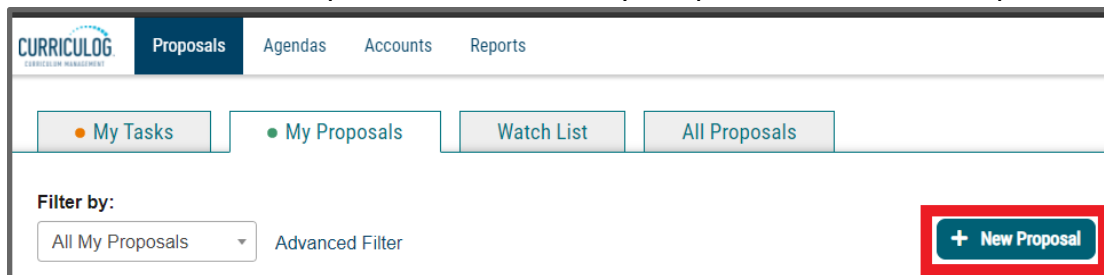 CURRICULOG
CURRICULUM MANAGEMENT
Proposals Agendas Accounts Reports
My Tasks My Proposals Watch List All Proposals
Filter by:
All My Proposals Advanced Filter + New Proposal